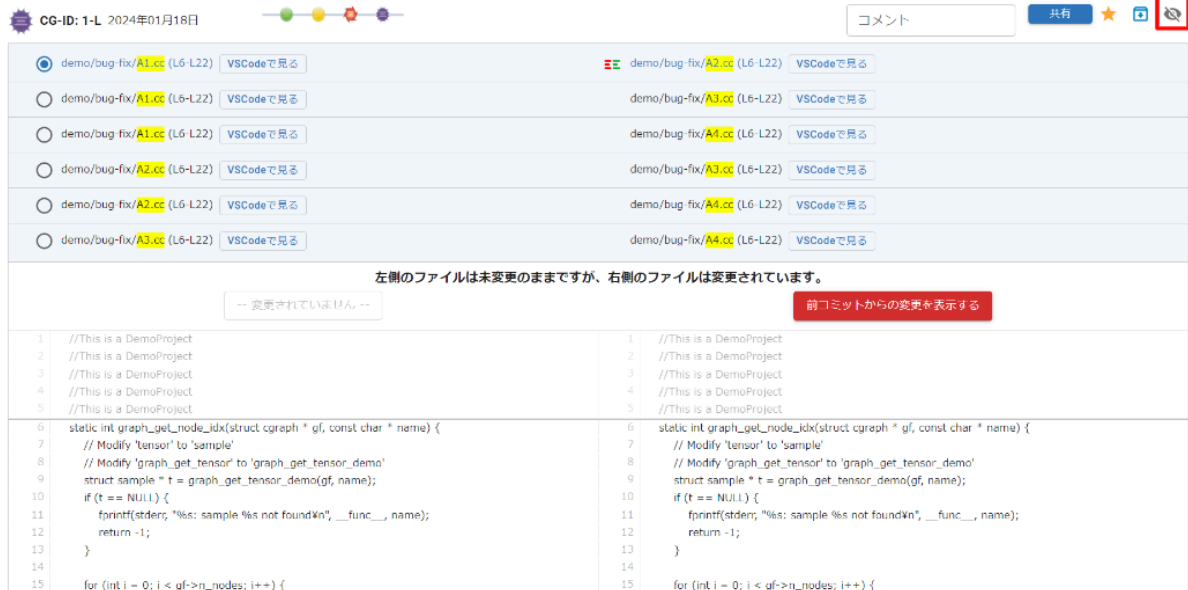 CG-ID: 1-L 2024年01月18日 コメント 共有
demo/bug-fix/A1.cc (L6-L22) VSCodeで見る demo/bug-fix/A2.cc (L6-L22) VSCodeで見る
demo/bug-fix/A1.cc (L6-L22) VSCodeで見る demo/bug-fix/A3.cc (L6-L22) VSCodeで見る
demo/bug-fix/A1.cc (L6-L22) VSCodeで見る demo/bug-fix/A4.cc (L6-L22) VSCodeで見る
demo/bug-fix/A2.cc (L6-L22) VSCodeで見る demo/bug-fix/A3.cc (L6-L22) VSCodeで見る
demo/bug-fix/A2.cc (L6-L22) VSCodeで見る demo/bug-fix/A4.cc (L6-L22) VSCodeで見る
demo/bug-fix/A3.cc (L6-L22) VSCodeで見る demo/bug-fix/A4.cc (L6-L22) VSCodeで見る
左側のファイルは未変更のままですが、右側のファイルは変更されています。
-- 変更されていません -- 前コミットからの変更を表示する
1 //This is a DemoProject 1 //This is a DemoProject
2 //This is a DemoProject 2 //This is a DemoProject
3 //This is a DemoProject 3 //This is a DemoProject
4 //This is a DemoProject 4 //This is a DemoProject
5 //This is a DemoProject 5 //This is a DemoProject
6 static int graph_get_node_idx(struct cgraph * gf, const char * name) { 6 static int graph_get_node_idx(struct cgraph * gf, const char * name) {
7 // Modify 'tensor' to 'sample' 7 // Modify 'tensor' to 'sample'
8 // Modify 'graph_get_tensor' to 'graph_get_tensor_demo' 8 // Modify 'graph_get_tensor' to 'graph_get_tensor_demo'
9 struct sample * t = graph_get_tensor_demo(gf, name); 9 struct sample * t = graph_get_tensor_demo(gf, name);
10 if (t == NULL) { 10 if (t == NULL) {
11 fprintf(stderr, "%s: sample %s not found¥n", __func__, name); 11 fprintf(stderr, "%s: sample %s not found¥n", __func__, name);
12 return -1; 12 return -1;
13 } 13 }
14 14
15 for (int i = 0; i < gf->n_nodes; i++) { 15 for (int i = 0; i < gf->n_nodes; i++) {